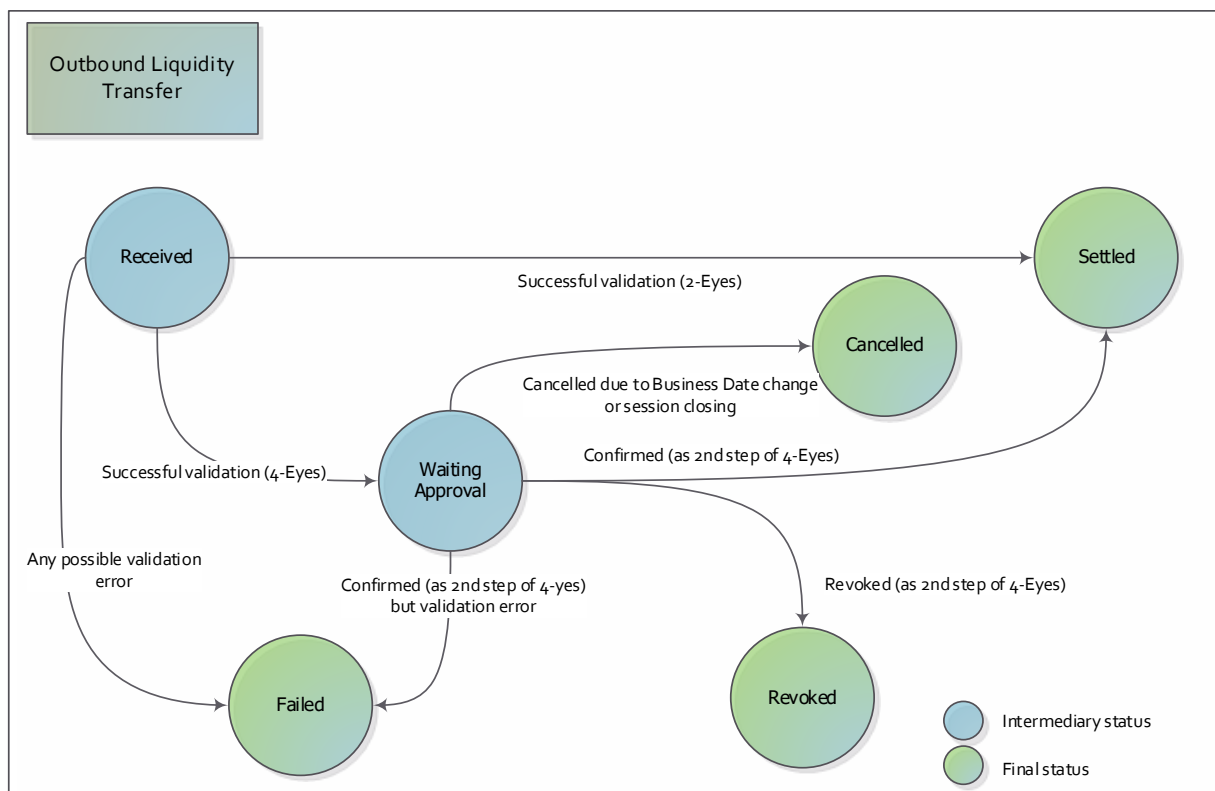 Outbound Liquidity
Transfer
Received
Settled
Successful validation (2-Eyes)
Cancelled
Cancelled due to Business Date change
or session closing
Confirmed (as 2nd step of 4-Eyes)
Successful validation (4-Eyes)
Waiting
Approval
Any possible validation
error
Confirmed (as 2nd step of 4-yes)
but validation error
Revoked (as 2nd step of 4-Eyes)
Failed
Revoked
Intermediary status
Final status